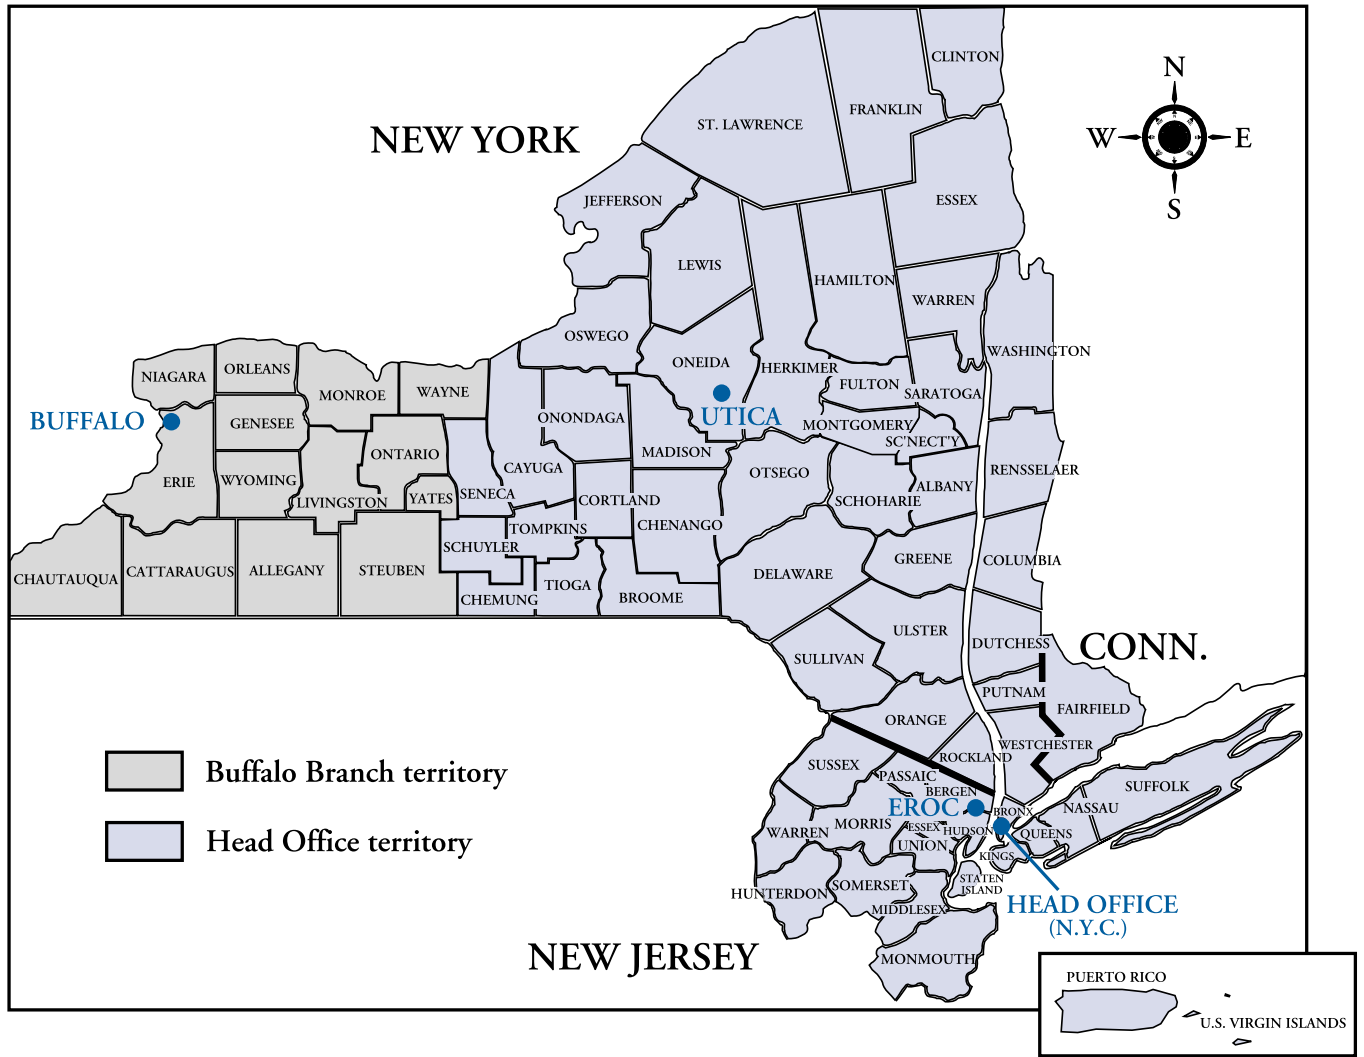 CLINTON
N
NEW YORK
ST. LAWRENCE
FRANKLIN
W
E
JEFFERSON
ESSEX
S
LEWIS
HAMILTON
WARREN
OSWEGO
WASHINGTON
ONEIDA
HERKIMER
ORLEANS
NIAGARA
FULTON
MONROE
WAYNE
SARATOGA
BUFFALO
GENESEE
UTICA
ONONDAGA
MONTGOMERY
SC'NECT'Y
ONTARIO
MADISON
CAYUGA
OTSEGO
RENSSELAER
ERIE
WYOMING
LIVINGSTON
YATES
SENECA
CORTLAND
SCHOHARIE
ALBANY
TOMPKINS
CHENANGO
SCHUYLER
GREENE
COLUMBIA
CHAUTAUQUA
CATTARAUGUS
ALLEGANY
STEUBEN
TIOGA
DELAWARE
CHEMUNG
BROOME
ULSTER
DUTCHESS
CONN.
SULLIVAN
PUTNAM
FAIRFIELD
ORANGE
WESTCHESTER
ROCKLAND
SUSSEX
PASSAIC
Buffalo Branch territory
BERGEN
SUFFOLK
EROC
BRONX
NASSAU
MORRIS
WARREN
ESSEX
HUDSON
QUEENS
Head Office territory
UNION
KINGS
SOMERSET
STATEN
ISLAND
HUNTERDON
HEAD OFFICE
(N.Y.C.)
MIDDLESEX
NEW JERSEY
MONMOUTH
PUERTO RICO
U.S. VIRGIN ISLANDS